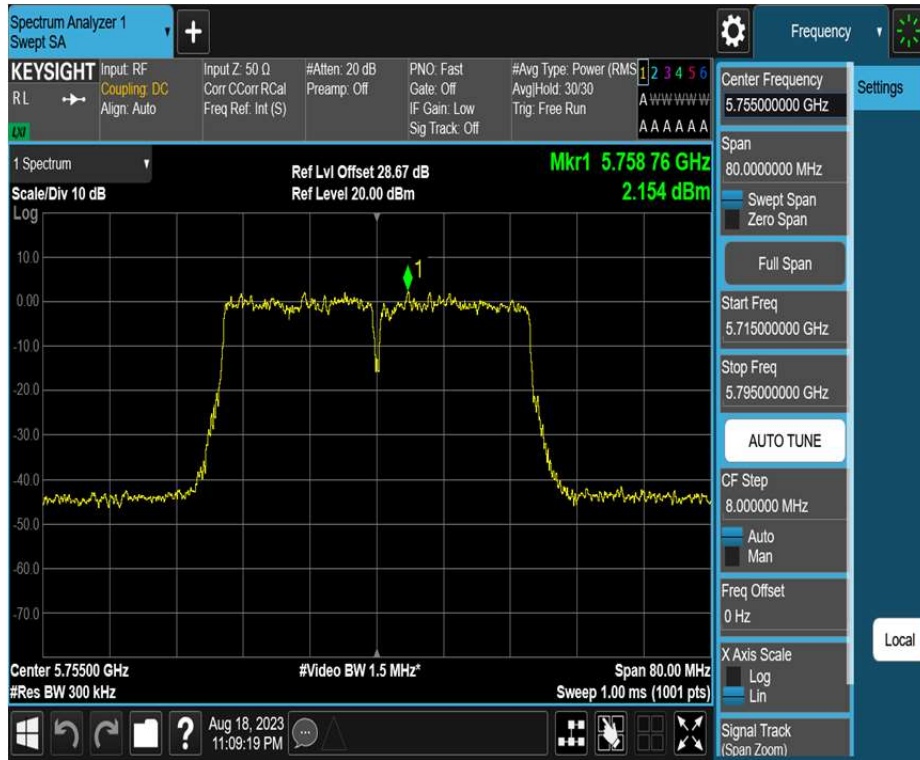 Spectrum Analyzer 1
Swept SA
+
Frequency
KEYSIGHT
R L
LXI
Input: RF
Coupling: DC
Align: Auto
Input Z: 50 Ω
Corr CCorr RCal
Freq Ref: Int (S)
#Atten: 20 dB
Preamp: Off
PNO: Fast
Gate: Off
IF Gain: Low
Sig Track: Off
#Avg Type: Power (RMS
Avg|Hold: 30/30
Trig: Free Run
1 2 3 4 5 6
A W W W W W
A A A A A A
1 Spectrum
Scale/Div 10 dB
Log
Ref Lvl Offset 28.67 dB
Ref Level 20.00 dBm
Mkr1 5.758 76 GHz
2.154 dBm
1
10.0
0.00
-10.0
-20.0
-30.0
-40.0
-50.0
-60.0
-70.0
Center 5.75500 GHz
#Res BW 300 kHz
#Video BW 1.5 MHz*
Span 80.00 MHz
Sweep 1.00 ms (1001 pts)
?
Aug 18, 2023
11:09:19 PM
Center Frequency
5.755000000 GHz
Settings
Span
80.0000000 MHz
Swept Span
Zero Span
Full Span
Start Freq
5.715000000 GHz
Stop Freq
5.795000000 GHz
AUTO TUNE
CF Step
8.000000 MHz
Auto
Man
Freq Offset
0 Hz
Local
X Axis Scale
Log
Lin
Signal Track
(Span Zoom)